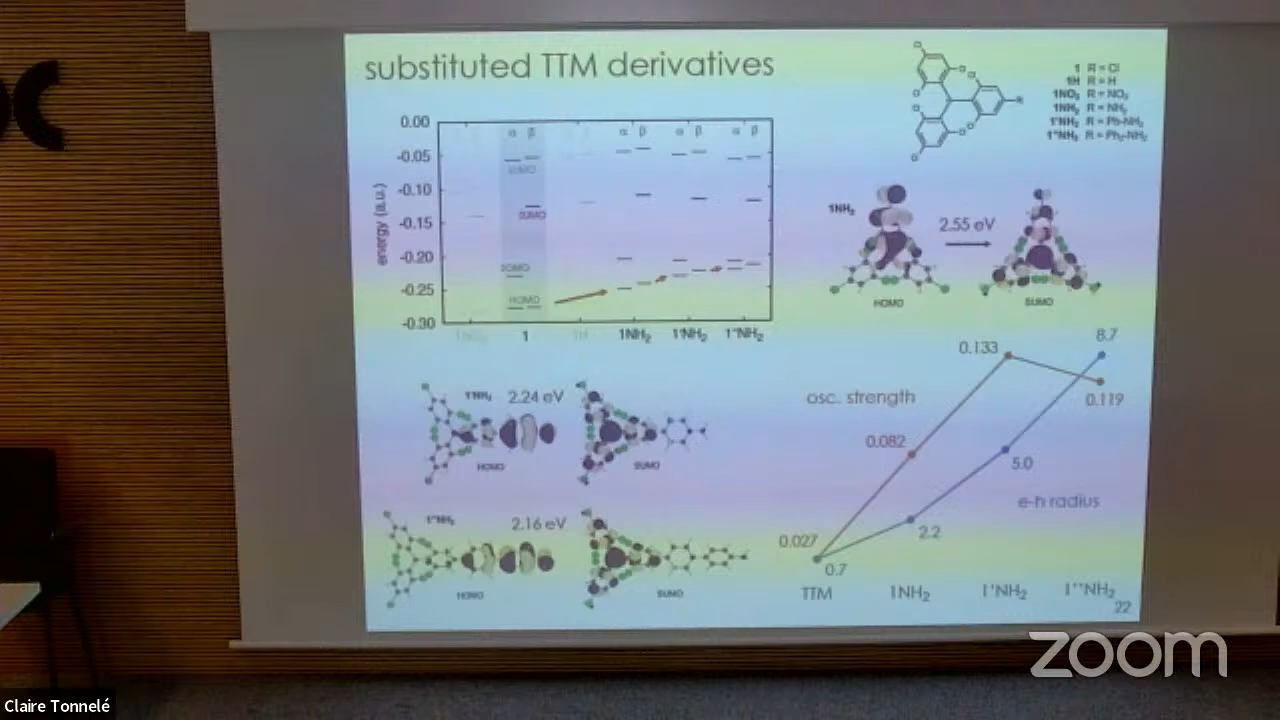 substituted TTM derivatives
1 R = Cl
1H R = H
1NO₂ R = NO₂
1NH₂ R = NH₂
1'NH₂ R = Ph-NH₂
1''NH₂ R = Ph₂-NH₂
energy (a.u.)
0.00
-0.05
-0.10
-0.15
-0.20
-0.25
-0.30
α β α β α β α β
LUMO
SUMO
SOMO
HOMO
1 1H 1NH₂ 1'NH₂ 1''NH₂
1NH₂
2.55 eV
HOMO
SUMO
1'NH₂
2.24 eV
HOMO
SUMO
1''NH₂
2.16 eV
HOMO
SUMO
osc. strength
0.133
8.7
0.119
0.082
5.0
e-h radius
0.027
2.2
0.7
TTM 1NH₂ 1'NH₂ 1''NH₂
22
zoom
Claire Tonnelé